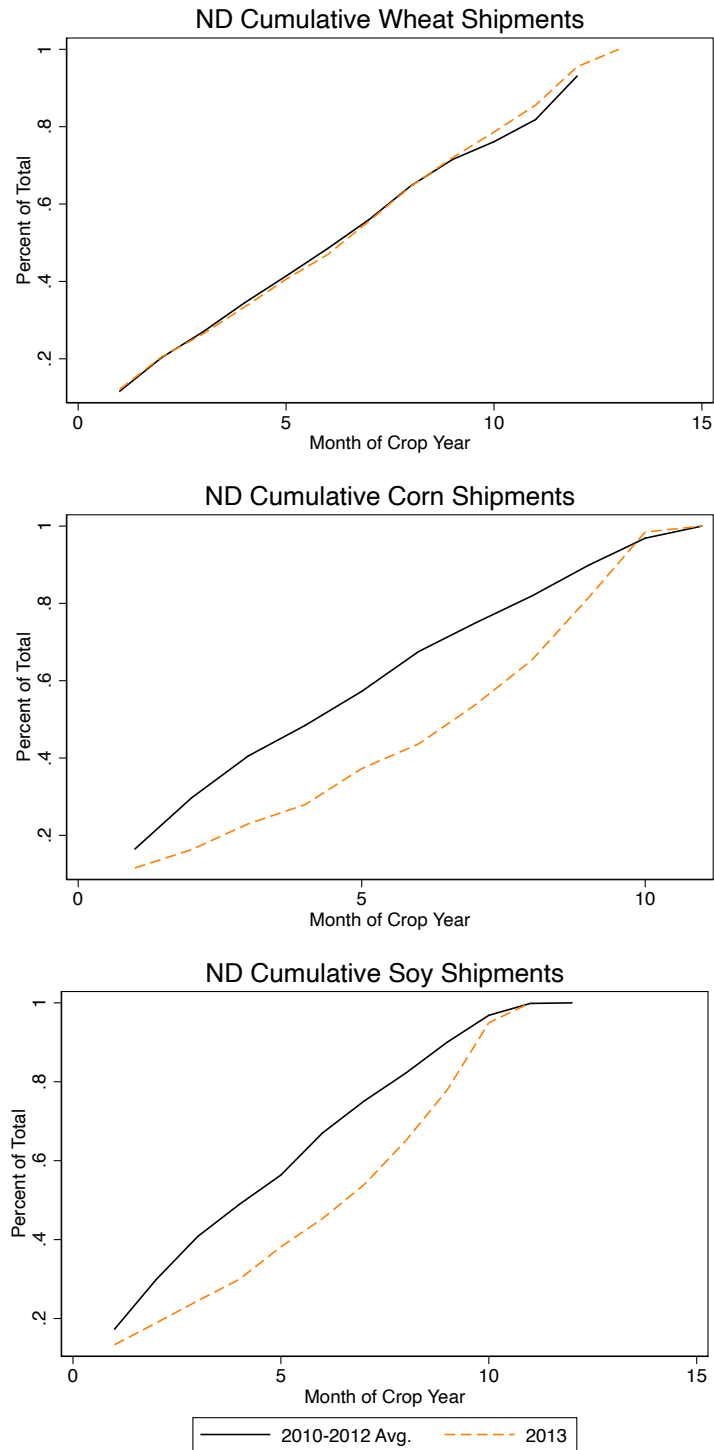 ND Cumulative Wheat Shipments
Percent of Total
1
.8
.6
.4
.2
0 5 10 15
Month of Crop Year
ND Cumulative Corn Shipments
Percent of Total
1
.8
.6
.4
.2
0 5 10
Month of Crop Year
ND Cumulative Soy Shipments
Percent of Total
1
.8
.6
.4
.2
0 5 10 15
Month of Crop Year
2010-2012 Avg. 2013